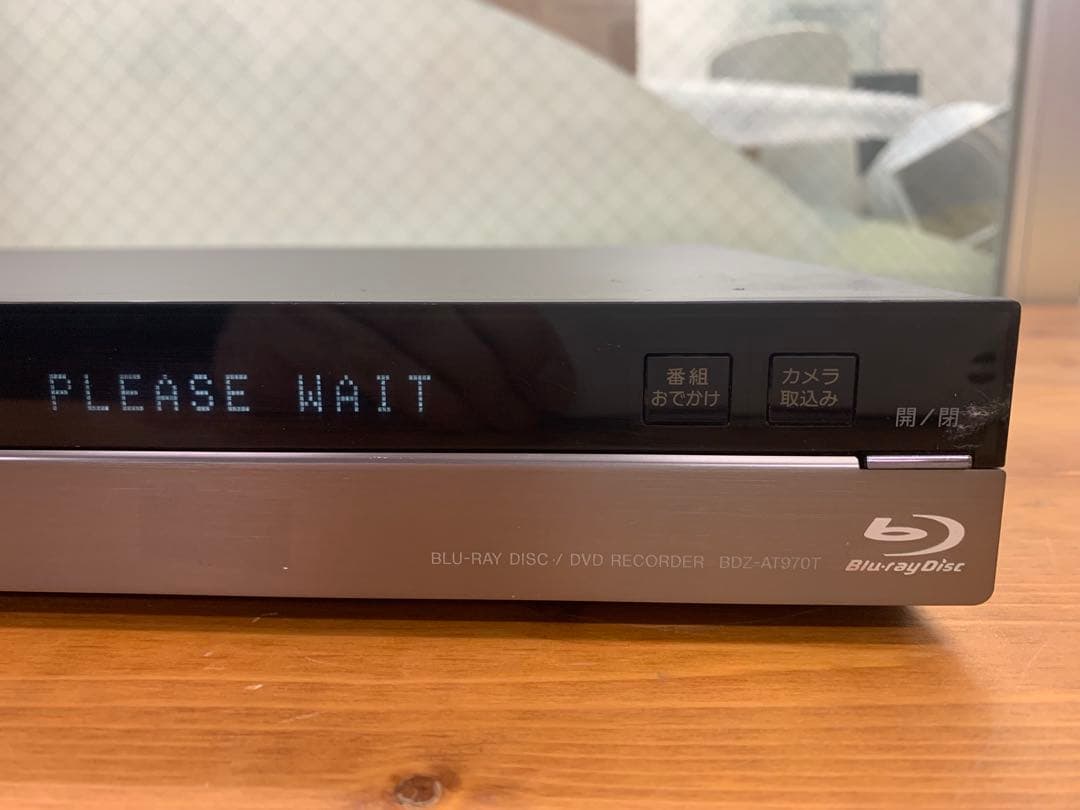 PLEASE WAIT
番組
おでかけ
カメラ
取込み
開/閉
BLU-RAY DISC / DVD RECORDER BDZ-AT970T
Blu-ray Disc